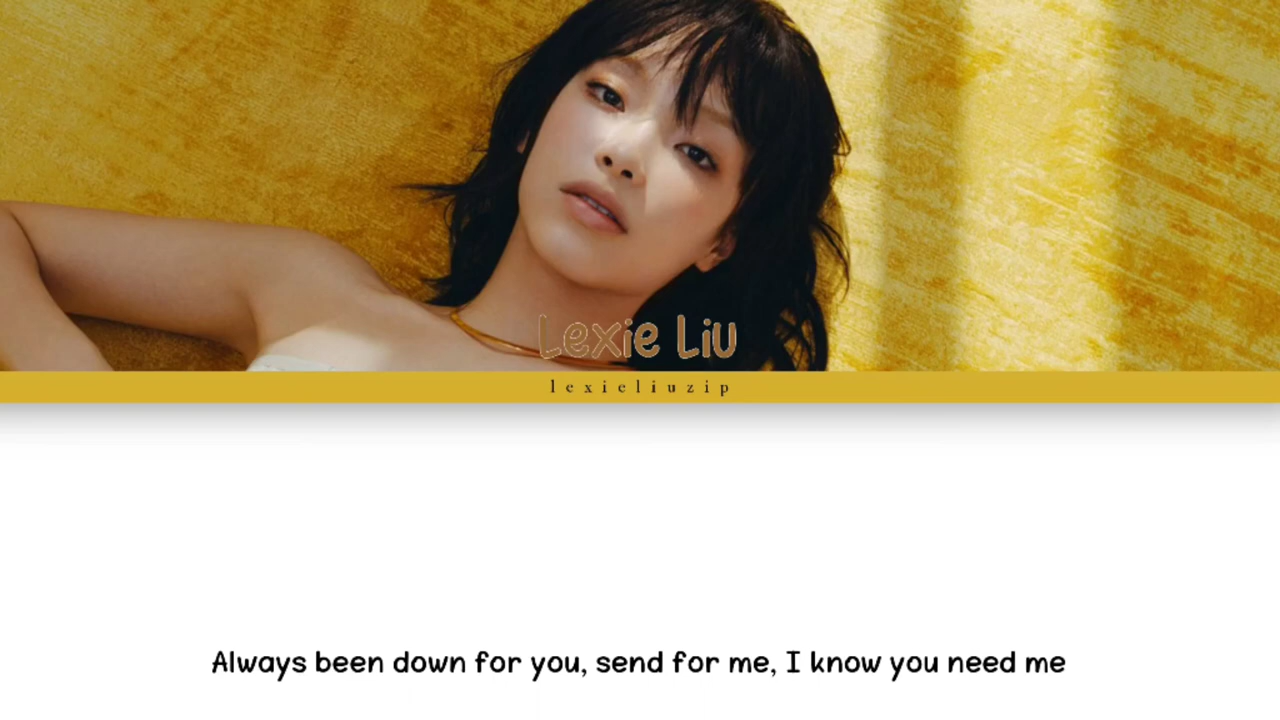 Lexie Liu
lexieliuzip
Always been down for you, send for me, I know you need me